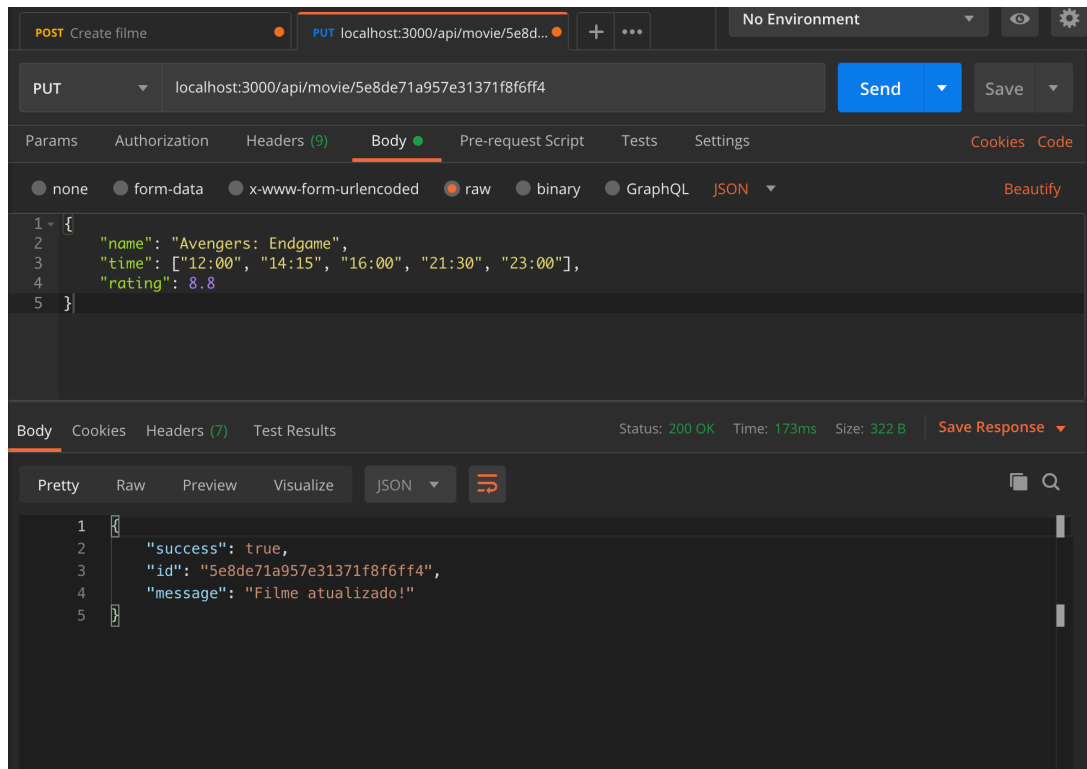 POST Create filme
PUT localhost:3000/api/movie/5e8d...
No Environment
PUT localhost:3000/api/movie/5e8de71a957e31371f8f6ff4 Send Save
Params Authorization Headers (9) Body Pre-request Script Tests Settings Cookies Code
none form-data x-www-form-urlencoded raw binary GraphQL JSON Beautify
1 {
2 "name": "Avengers: Endgame",
3 "time": ["12:00", "14:15", "16:00", "21:30", "23:00"],
4 "rating": 8.8
5 }
Body Cookies Headers (7) Test Results Status: 200 OK Time: 173ms Size: 322 B Save Response
Pretty Raw Preview Visualize JSON
1 {
2 "success": true,
3 "id": "5e8de71a957e31371f8f6ff4",
4 "message": "Filme atualizado!"
5 }